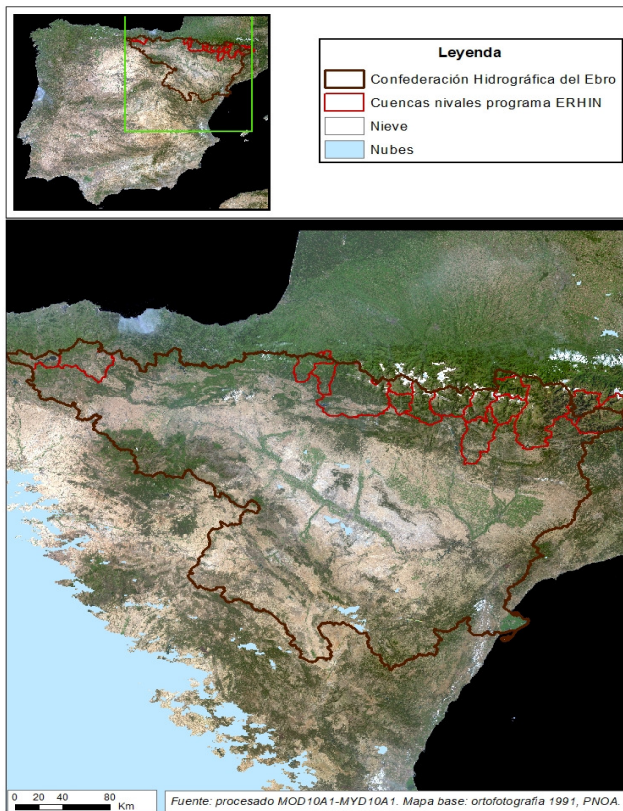 Leyenda
Confederación Hidrográfica del Ebro
Cuencas nivales programa ERHIN
Nieve
Nubes
0 20 40 80
Km
Fuente: procesado MOD10A1-MYD10A1. Mapa base: ortofotografía 1991, PNOA.